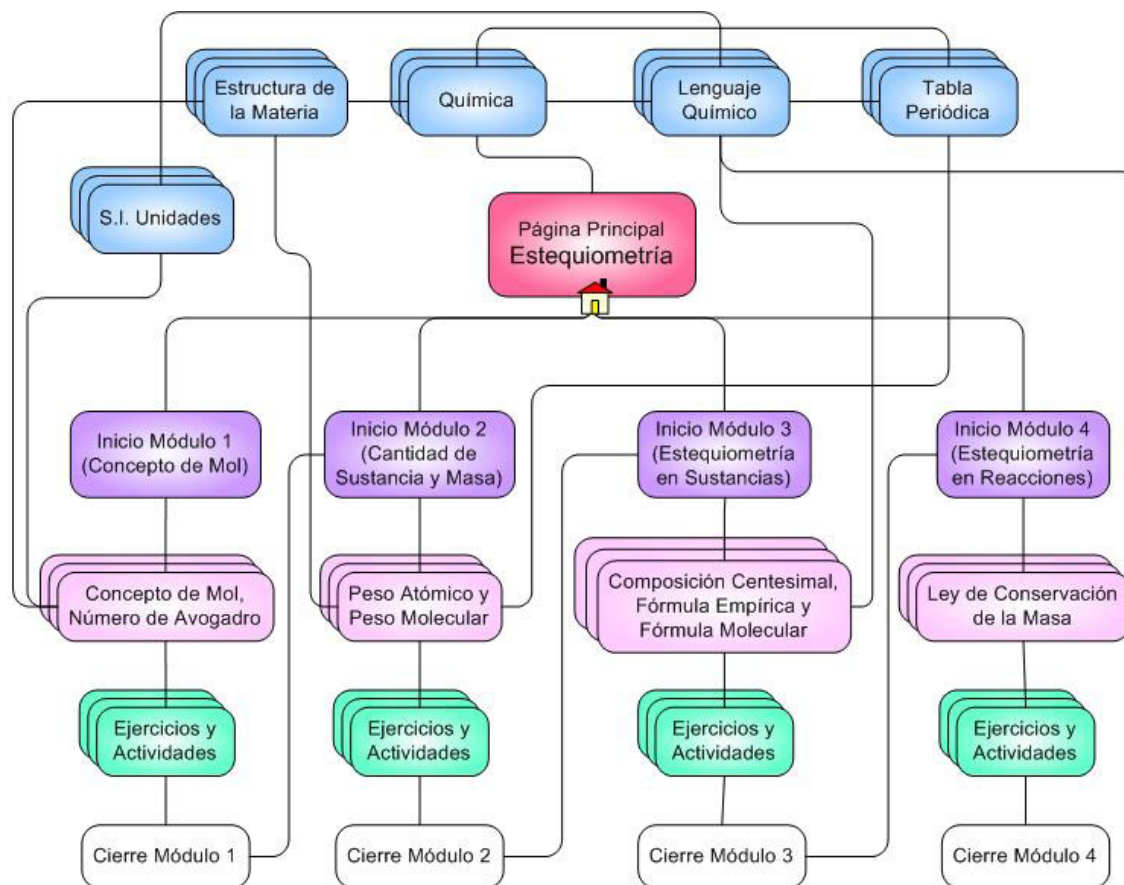 Estructura de
la Materia
Química
Lenguaje
Químico
Tabla
Periódica
S.I. Unidades
Página Principal
Estequiometría
Inicio Módulo 1
(Concepto de Mol)
Inicio Módulo 2
(Cantidad de
Sustancia y Masa)
Inicio Módulo 3
(Estequiometría
en Sustancias)
Inicio Módulo 4
(Estequiometría
en Reacciones)
Concepto de Mol,
Número de Avogadro
Peso Atómico y
Peso Molecular
Composición Centesimal,
Fórmula Empírica y
Fórmula Molecular
Ley de Conservación
de la Masa
Ejercicios y
Actividades
Ejercicios y
Actividades
Ejercicios y
Actividades
Ejercicios y
Actividades
Cierre Módulo 1
Cierre Módulo 2
Cierre Módulo 3
Cierre Módulo 4